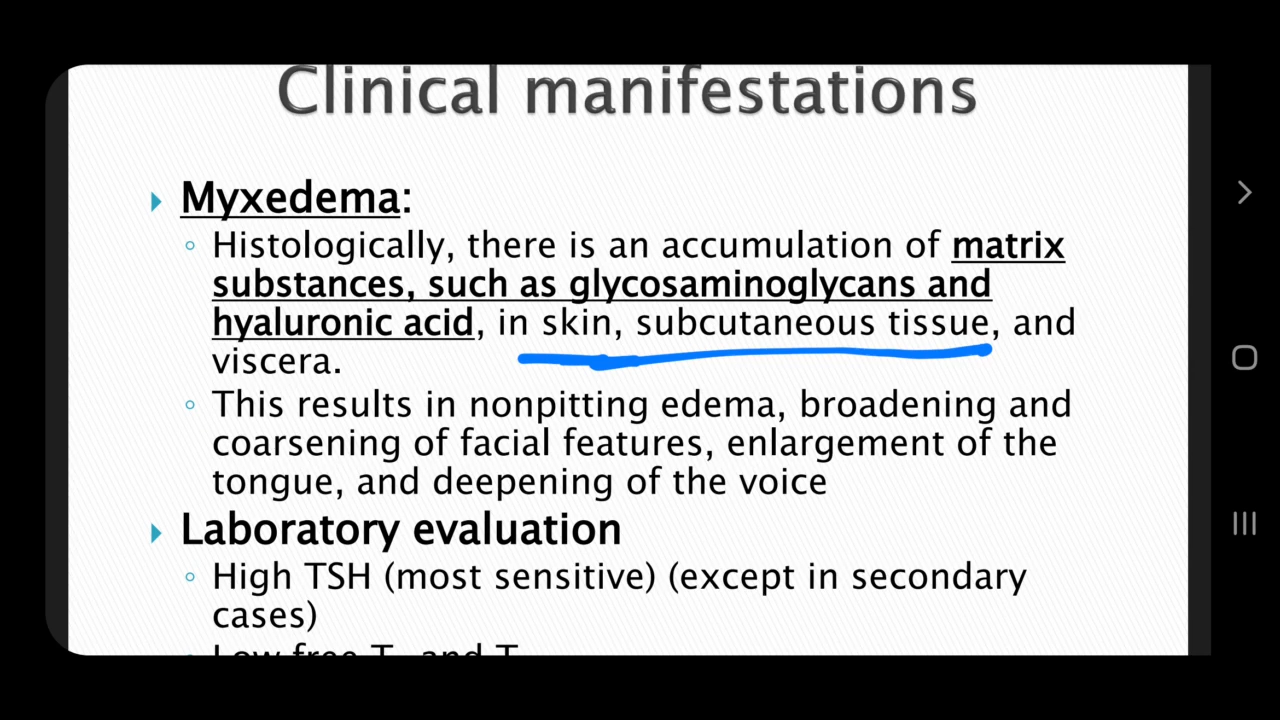 Clinical manifestations
Myxedema:
Histologically, there is an accumulation of matrix
substances, such as glycosaminoglycans and
hyaluronic acid, in skin, subcutaneous tissue, and
viscera.
This results in nonpitting edema, broadening and
coarsening of facial features, enlargement of the
tongue, and deepening of the voice
Laboratory evaluation
High TSH (most sensitive) (except in secondary
cases)
Low free T and T